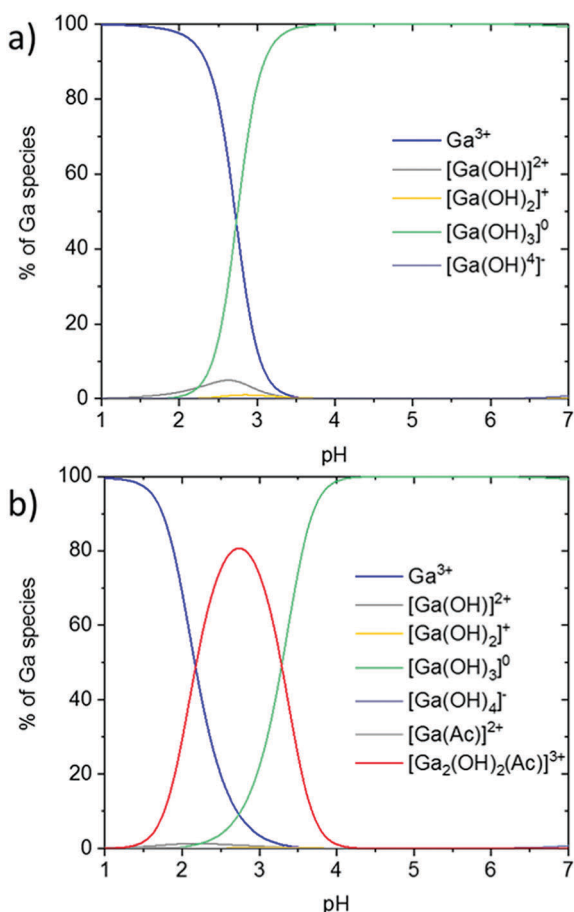 a)
100
80
60
40
20
0
% of Ga species
Ga³⁺
[Ga(OH)]²⁺
[Ga(OH)₂]⁺
[Ga(OH)₃]⁰
[Ga(OH)⁴]⁻
1 2 3 4 5 6 7
pH
b)
100
80
60
40
20
0
% of Ga species
Ga³⁺
[Ga(OH)]²⁺
[Ga(OH)₂]⁺
[Ga(OH)₃]⁰
[Ga(OH)₄]⁻
[Ga(Ac)]²⁺
[Ga₂(OH)₂(Ac)]³⁺
1 2 3 4 5 6 7
pH